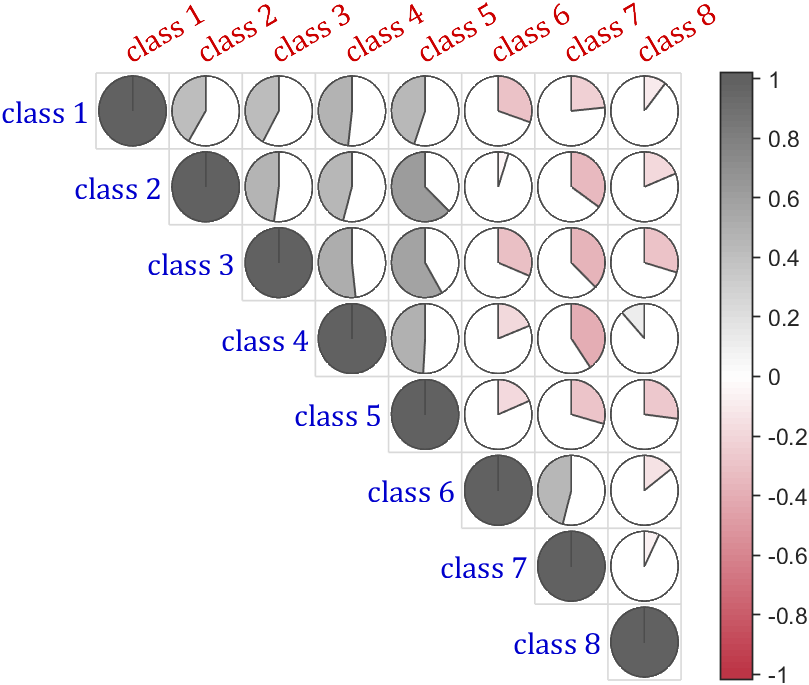 class 1
class 2
class 3
class 4
class 5
class 6
class 7
class 8
class 1
class 2
class 3
class 4
class 5
class 6
class 7
class 8
1
0.8
0.6
0.4
0.2
0
-0.2
-0.4
-0.6
-0.8
-1